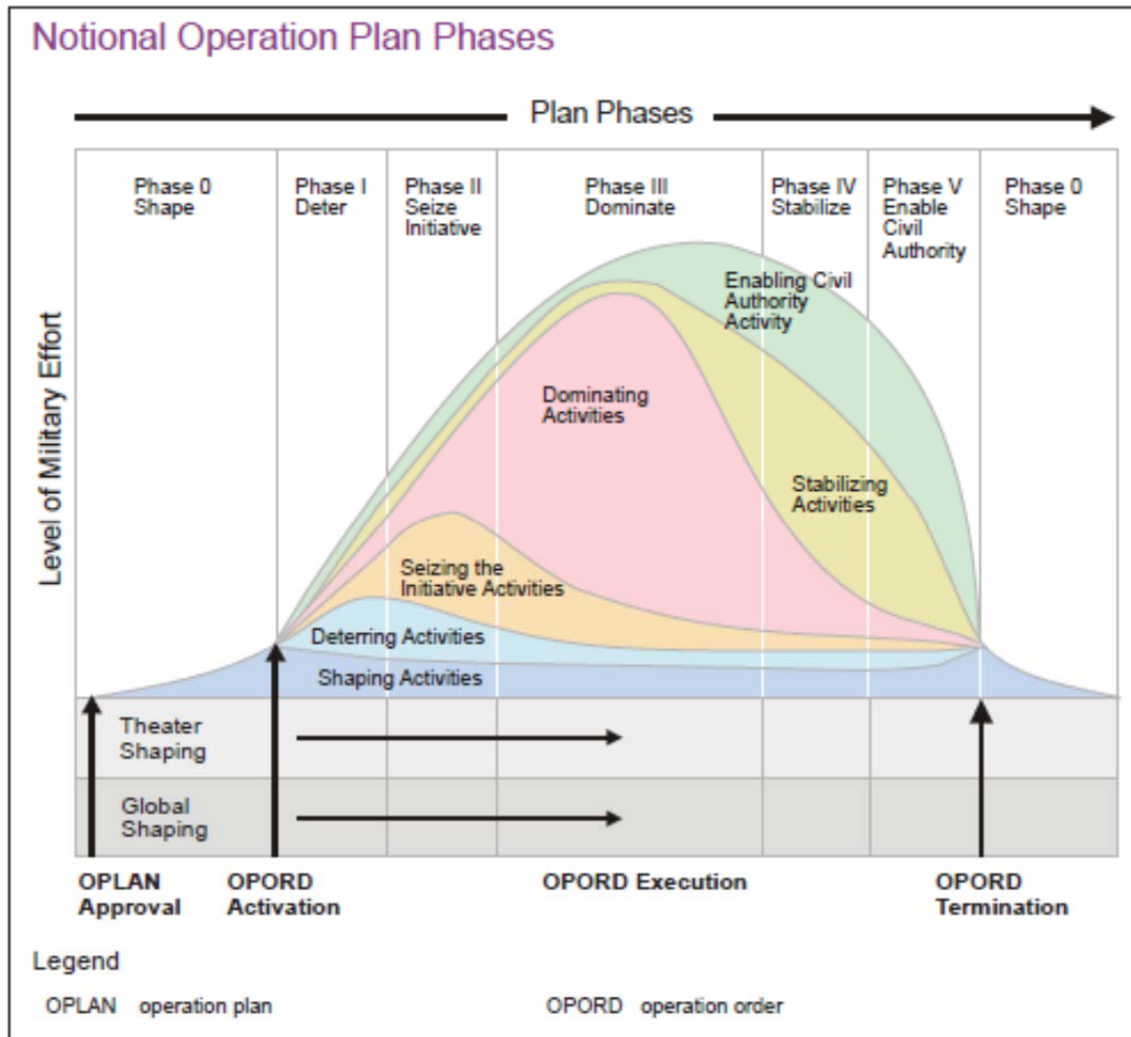 Notional Operation Plan Phases
Plan Phases
Phase 0
Shape
Phase I
Deter
Phase II
Seize
Initiative
Phase III
Dominate
Phase IV
Stabilize
Phase V
Enable
Civil
Authority
Phase 0
Shape
Level of Military Effort
Enabling Civil
Authority
Activity
Dominating
Activities
Stabilizing
Activities
Seizing the
Initiative Activities
Deterring Activities
Shaping Activities
Theater
Shaping
Global
Shaping
OPLAN
Approval
OPORD
Activation
OPORD Execution
OPORD
Termination
Legend
OPLAN operation plan
OPORD operation order